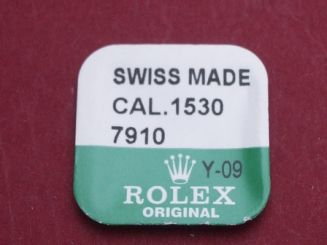 SWISS MADE
CAL.1530
7910
Y-09
ROLEX
ORIGINAL